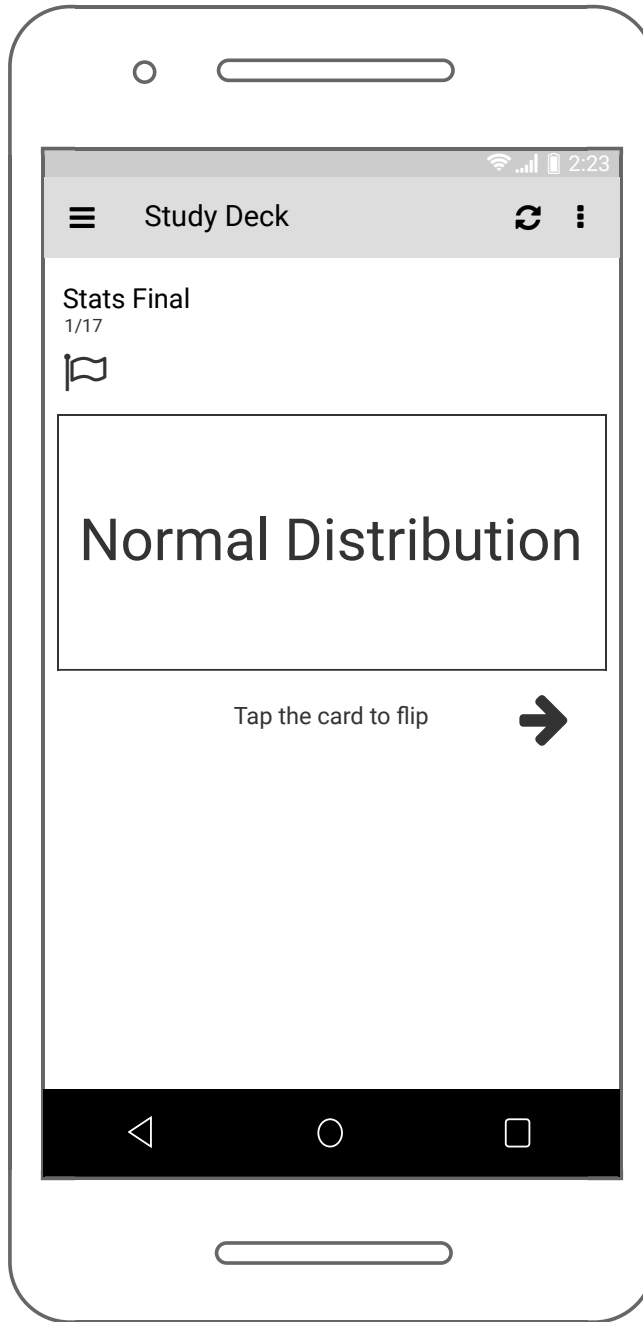 2:23
Study Deck
Stats Final
1/17
Normal Distribution
Tap the card to flip